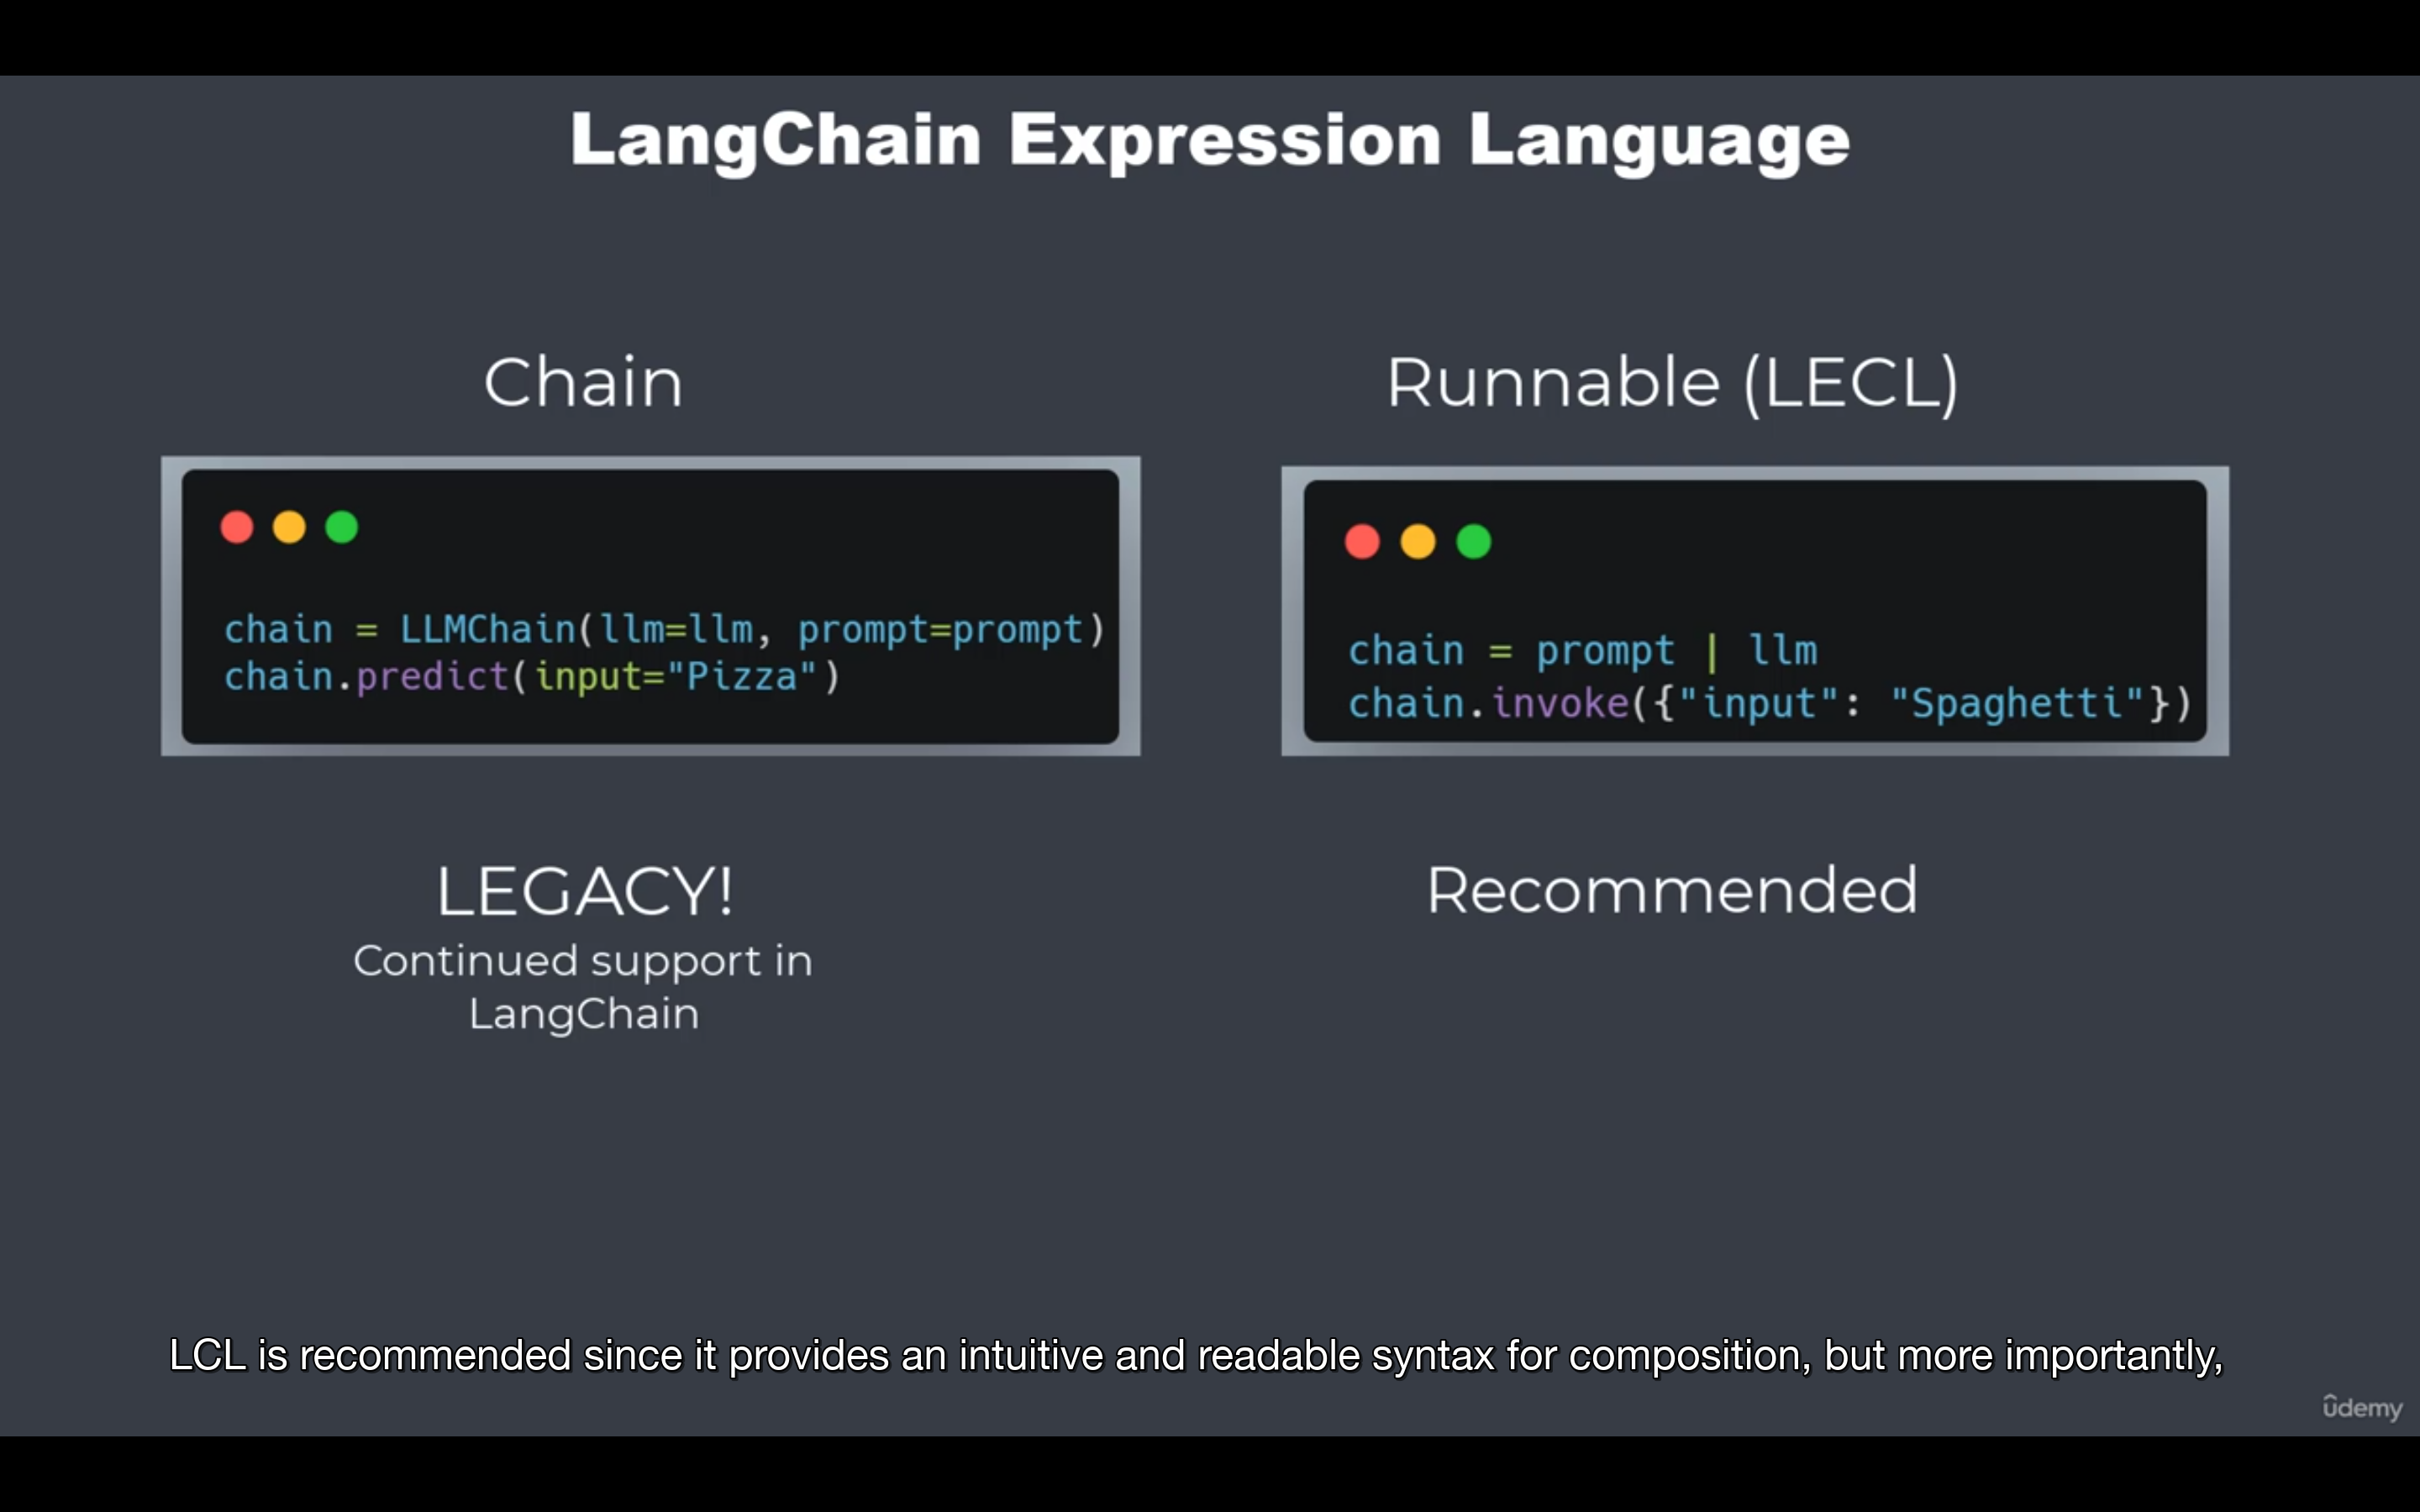 LangChain Expression Language
Chain
chain = LLMChain(llm=llm, prompt=prompt)
chain.predict(input="Pizza")
LEGACY!
Continued support in
LangChain
Runnable (LECL)
chain = prompt | llm
chain.invoke({"input": "Spaghetti"})
Recommended
LCL is recommended since it provides an intuitive and readable syntax for composition, but more importantly,
ûdemy